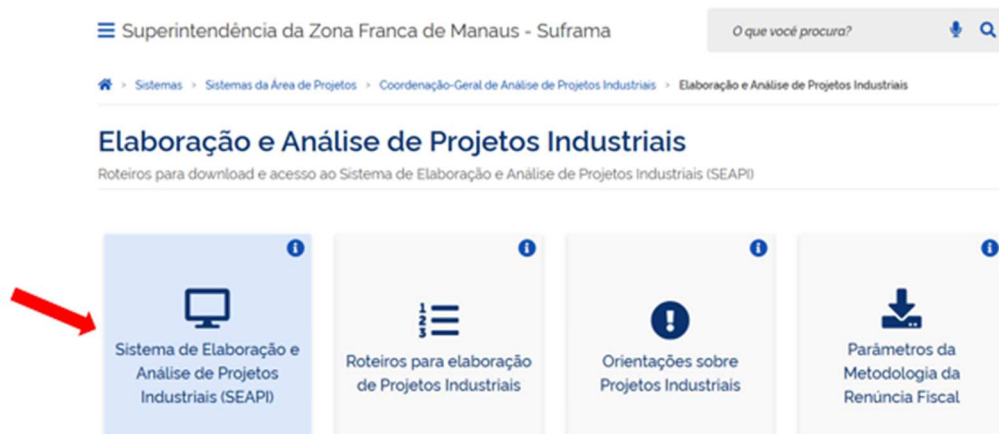 Superintendência da Zona Franca de Manaus - Suframa
O que você procura?
> Sistemas > Sistemas da Área de Projetos > Coordenação-Geral de Análise de Projetos Industriais > Elaboração e Análise de Projetos Industriais
Elaboração e Análise de Projetos Industriais
Roteiros para download e acesso ao Sistema de Elaboração e Análise de Projetos Industriais (SEAPI)
Sistema de Elaboração e
Análise de Projetos
Industriais (SEAPI)
1
2
3
Roteiros para elaboração
de Projetos Industriais
Orientações sobre
Projetos Industriais
Parâmetros da
Metodologia da
Renúncia Fiscal